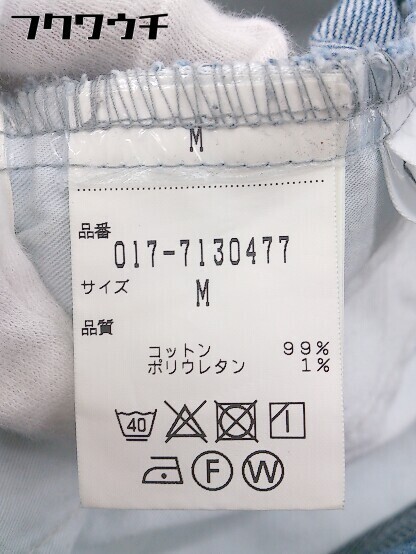 フクワウチ
M
品番
017-7130477
サイズ
M
品質
コットン 99%
ポリウレタン 1%
40
F W